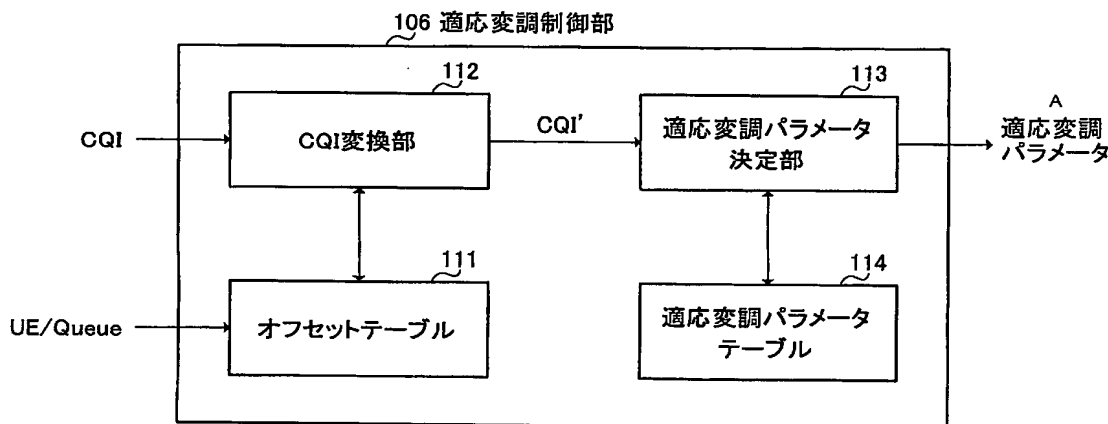 106 適応変調制御部
112
113
CQI
CQI変換部
CQI'
適応変調パラメータ
決定部
A
適応変調
パラメータ
111
114
UE/Queue
オフセットテーブル
適応変調パラメータ
テーブル